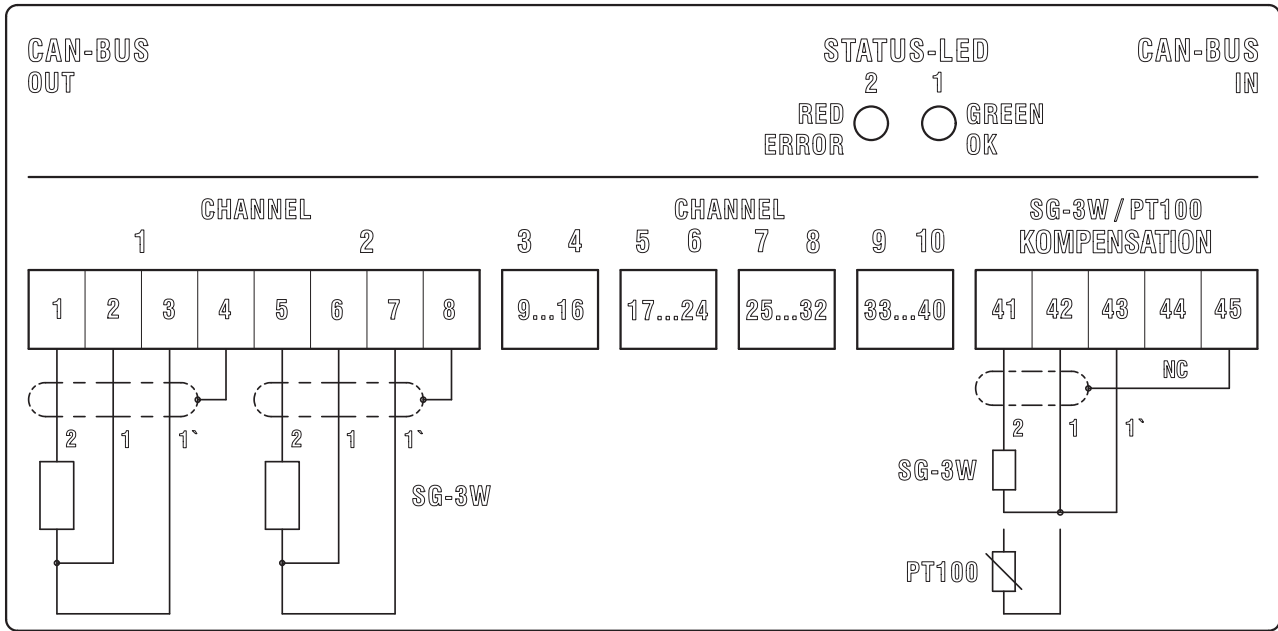 CAN-BUS
OUT
STATUS-LED
2 1
RED
ERROR
GREEN
OK
CAN-BUS
IN
CHANNEL
1 2
CHANNEL
3 4 5 6 7 8 9 10
SG-3W / PT100
KOMPENSATION
1 2 3 4 5 6 7 8 9...16 17...24 25...32 33...40 41 42 43 44 45
NC
2 1 1` 2 1 1` 2 1 1`
SG-3W
SG-3W
PT100